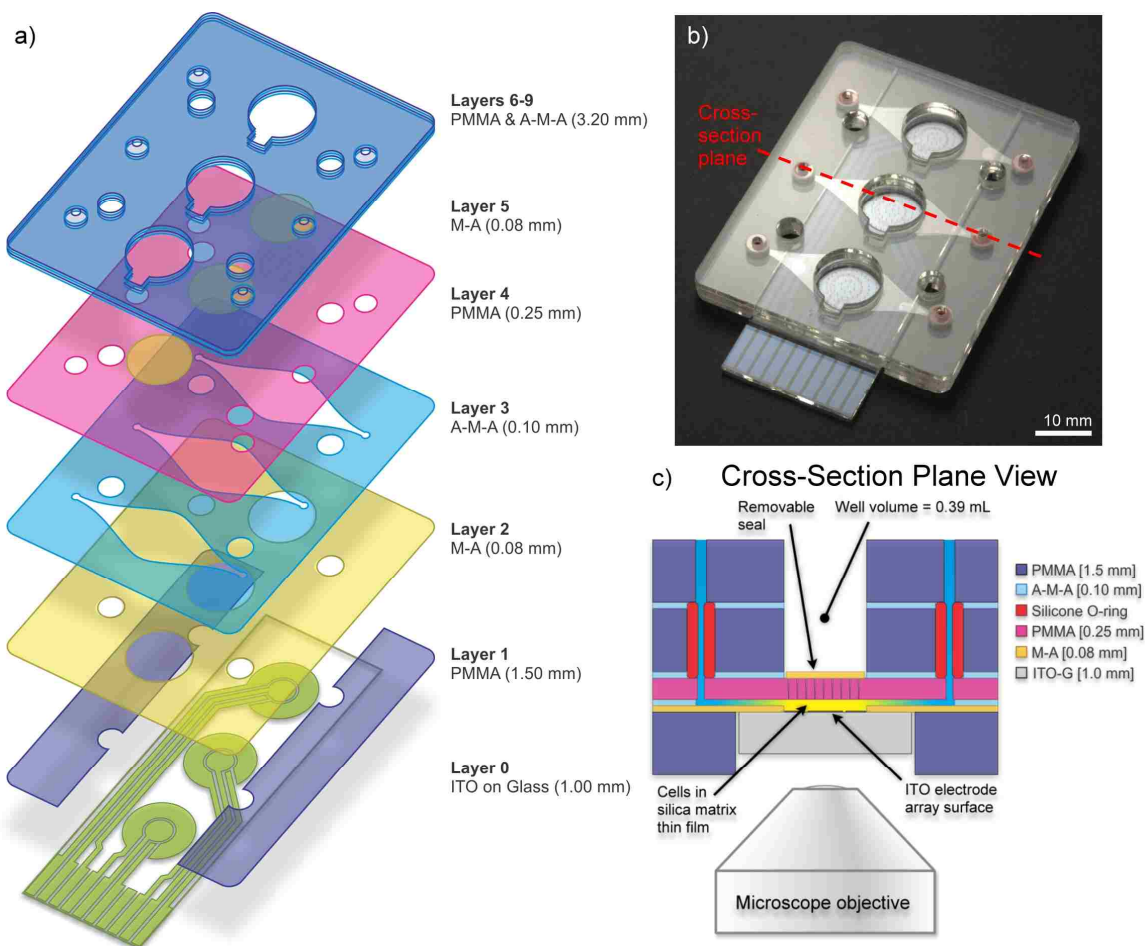 a)
Layers 6-9
PMMA & A-M-A (3.20 mm)
Layer 5
M-A (0.08 mm)
Layer 4
PMMA (0.25 mm)
Layer 3
A-M-A (0.10 mm)
Layer 2
M-A (0.08 mm)
Layer 1
PMMA (1.50 mm)
Layer 0
ITO on Glass (1.00 mm)
b)
Cross-
section
plane
10 mm
c)
Cross-Section Plane View
Removable
seal
Well volume = 0.39 mL
PMMA [1.5 mm]
A-M-A [0.10 mm]
Silicone O-ring
PMMA [0.25 mm]
M-A [0.08 mm]
ITO-G [1.0 mm]
Cells in
silica matrix
thin film
ITO electrode
array surface
Microscope objective